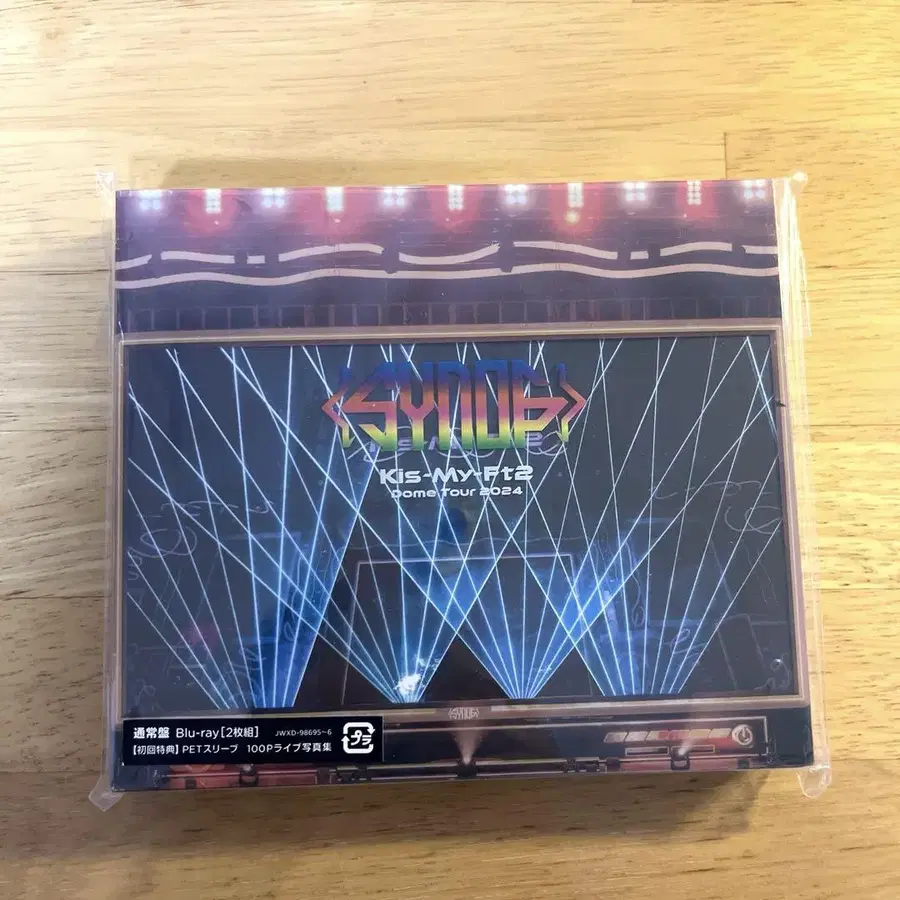 SYNOPSIS
Kis-My-Ft2
Dome Tour 2024
通常盤 Blu-ray[2枚組] JWXD-98695~6
【初回特典】PETスリーブ 100Pライブ写真集
プラ